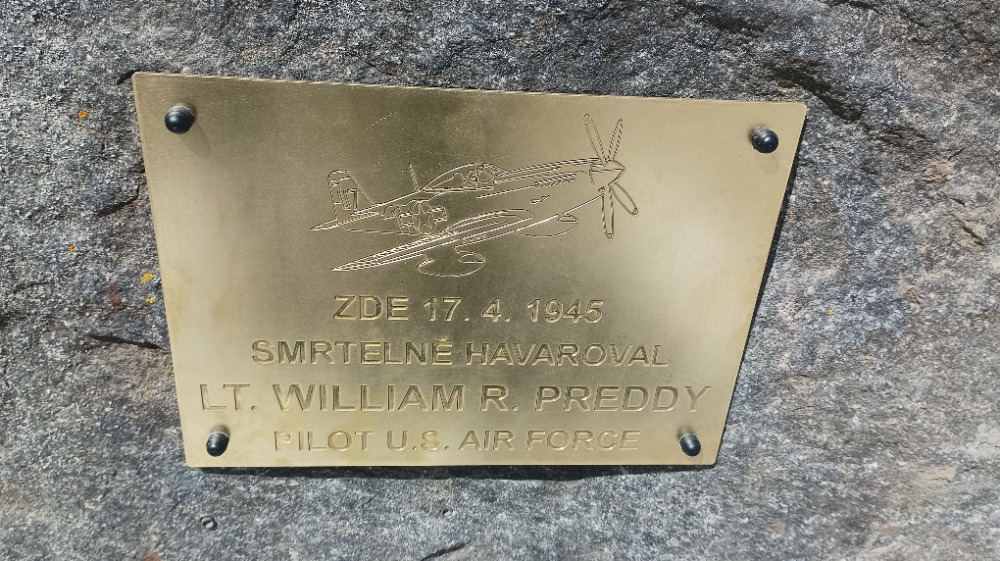 ZDE 17. 4. 1945
SMRTELNĚ HAVAROVAL
LT. WILLIAM R. PREDDY
PILOT U.S. AIR FORCE